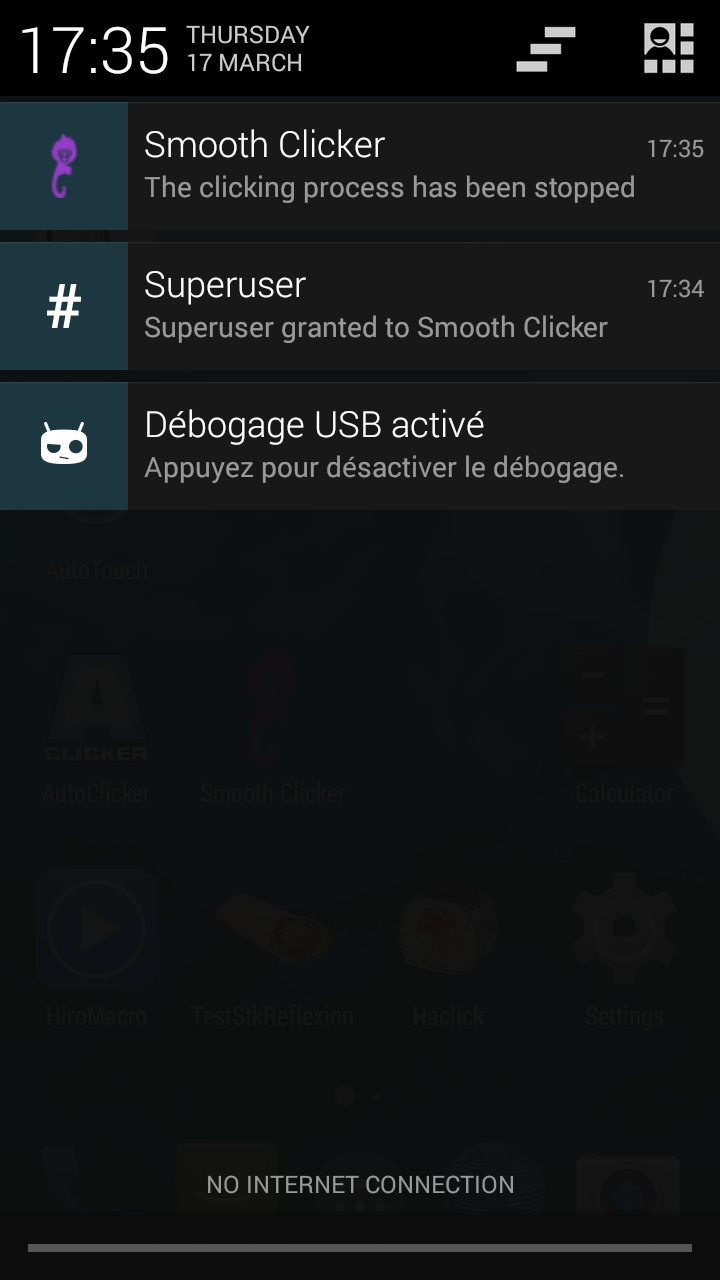 17:35
THURSDAY
17 MARCH
Smooth Clicker
17:35
The clicking process has been stopped
#
Superuser
17:34
Superuser granted to Smooth Clicker
Débogage USB activé
Appuyez pour désactiver le débogage.
AutoTouch
A
CLICKER
AutoClicker
Smooth Clicker
Calculator
HiroMacro
TestStkReflexion
Haclick
Settings
NO INTERNET CONNECTION